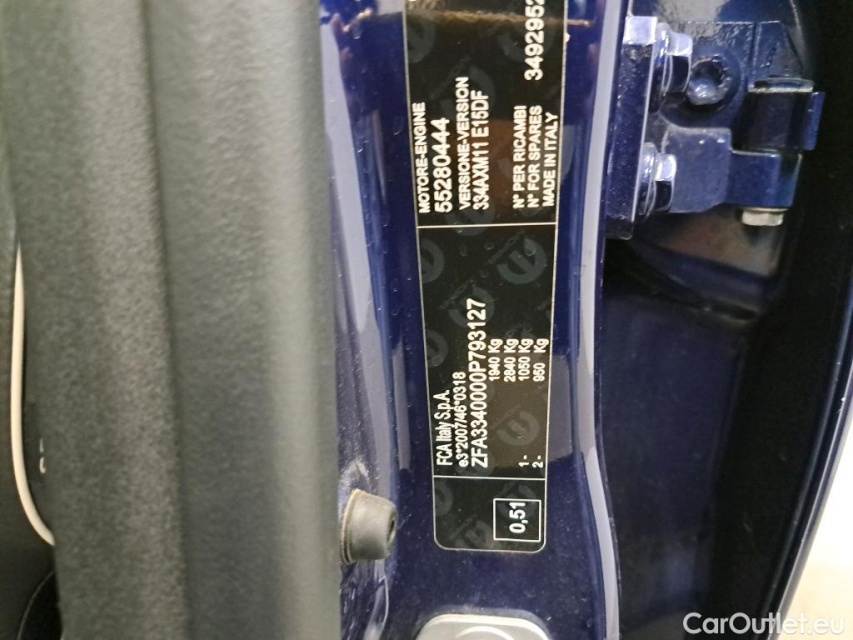 FCA Italy S.p.A.
e3*2007/46*0318
ZFA3340000P793127
1940 Kg
2840 Kg
1- 1050 Kg
2- 950 Kg
0,51
MOTORE-ENGINE
55280444
VERSIONE-VERSION
334AXM11 E15DF
N° PER RICAMBI
N° FOR SPARES
MADE IN ITALY
3492952
CarOutlet.eu